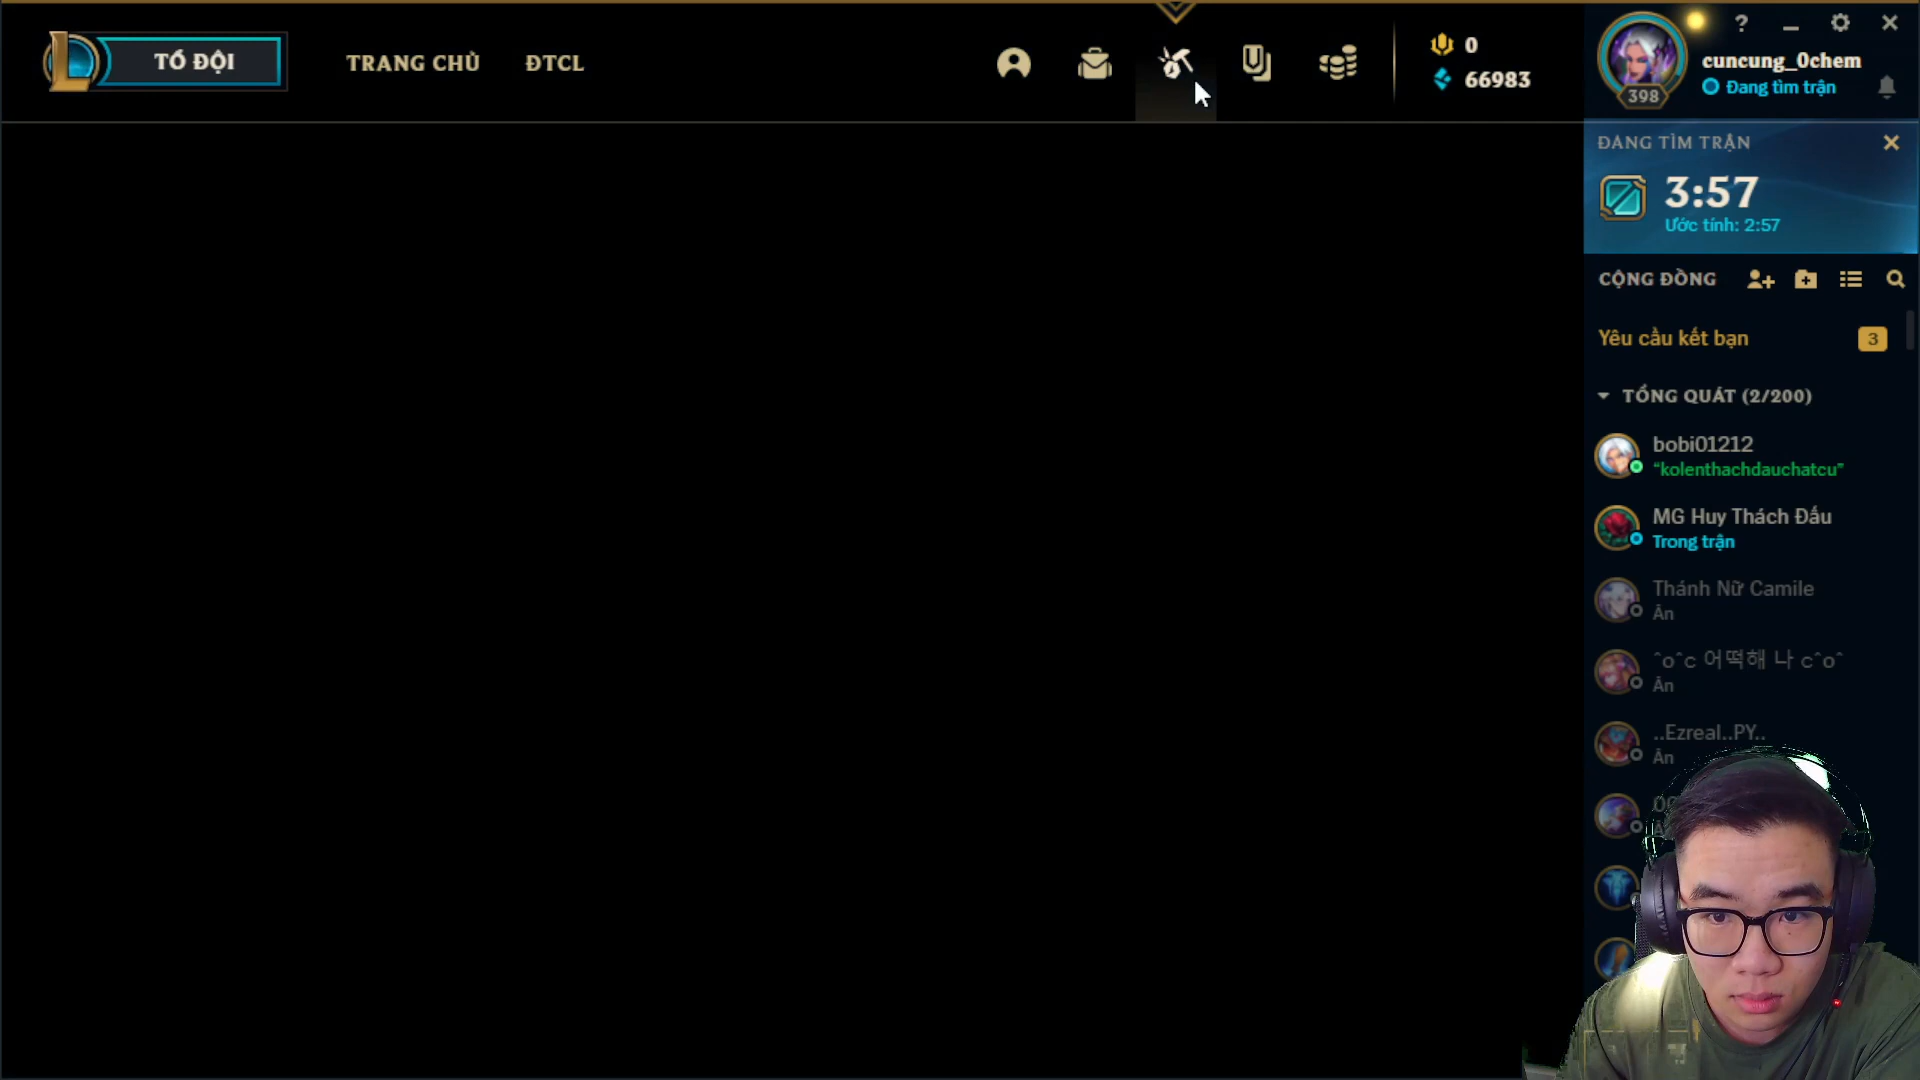 TỔ ĐỘI
TRANG CHỦ
ĐTCL
0
66983
?
398
cuncung_0chem
Đang tìm trận
ĐANG TÌM TRẬN
3:57
Ước tính: 2:57
CỘNG ĐỒNG
Yêu cầu kết bạn
3
TỔNG QUÁT (2/200)
bobi01212
“kolenthachdauchatcu”
MG Huy Thách Đấu
Trong trận
Thánh Nữ Camile
Ẩn
ˆoˆc 어떡해 나 cˆoˆ
Ẩn
..Ezreal..PY..
Ẩn